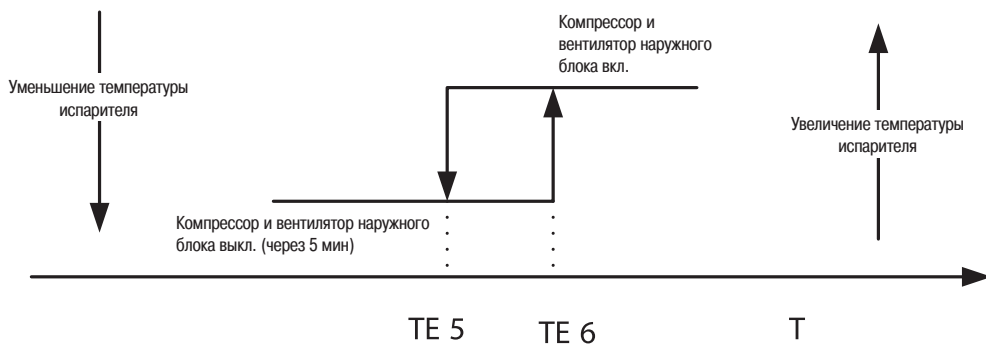 Компрессор и
вентилятор наружного
блока вкл.
Уменьшение температуры
испарителя
Увеличение температуры
испарителя
Компрессор и вентилятор наружного
блока выкл. (через 5 мин)
TE 5
TE 6
T